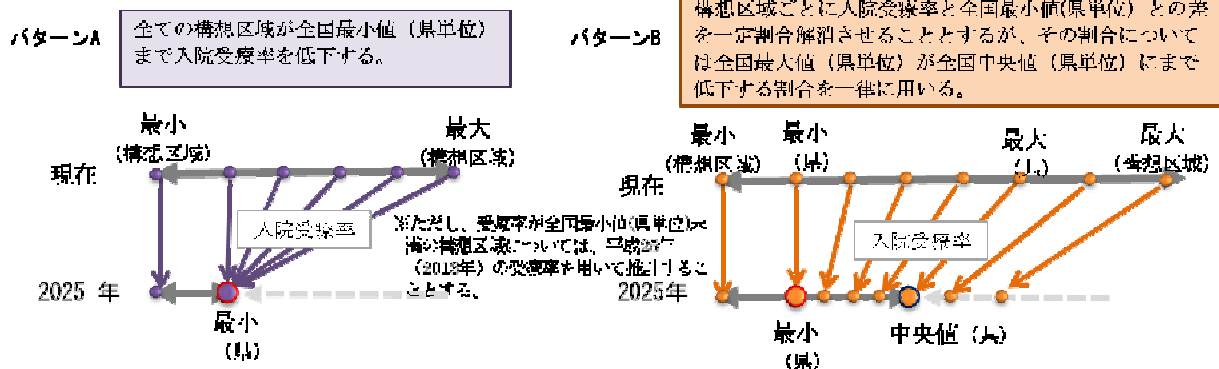 パターンA
全ての構想区域が全国最小値（県単位）
まで入院受療率を低下する。
最小
（構想区域）
最大
（構想区域）
現在
入院受療率
※ただし、受療率が全国最小値(県単位)未
満の構想区域については、平成25年
（2013年）の受療率を用いて推計するこ
ととする。
2025 年
最小
（県）
パターンB
構想区域ごとに入院受療率と全国最小値(県単位）との差
を一定割合解消させることとするが、その割合について
は全国最大値（県単位）が全国中央値（県単位）にまで
低下する割合を一律に用いる。
最小
（構想区域）
最小
（県）
最大
（県）
最大
（構想区域）
現在
入院受療率
2025年
最小
（県）
中央値（県）